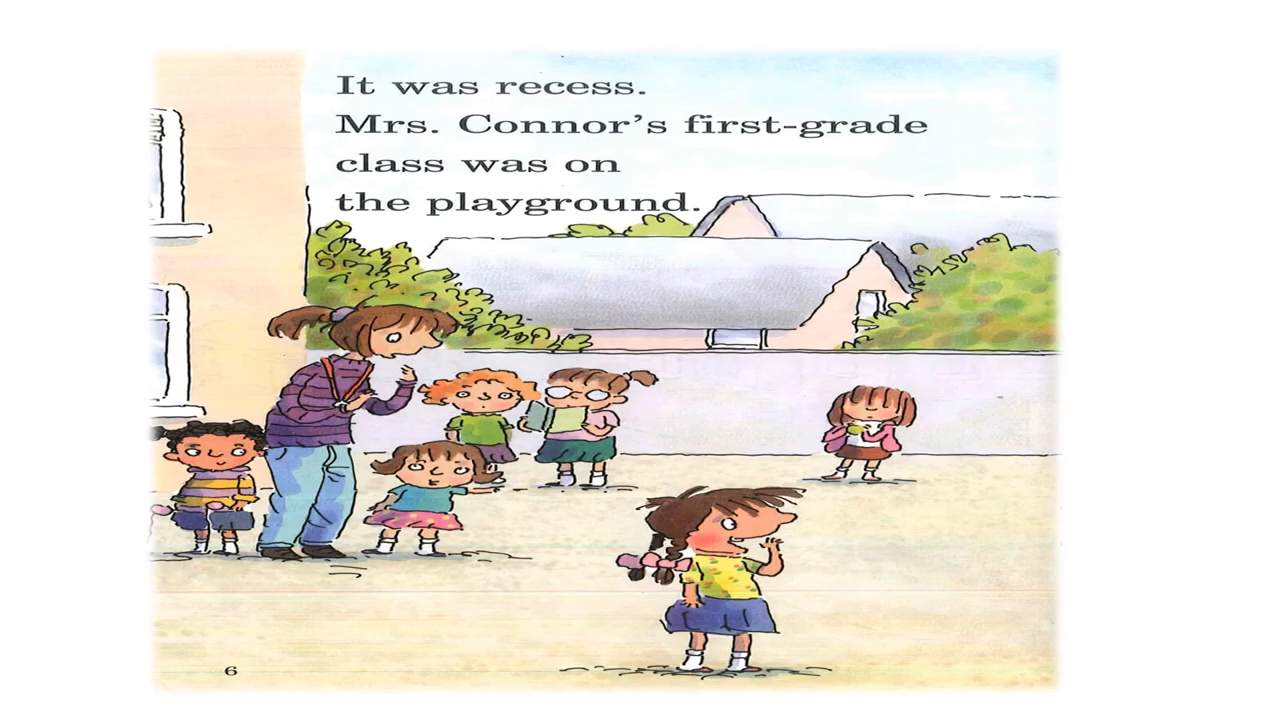 It was recess.
Mrs. Connor's first-grade
class was on
the playground.
6